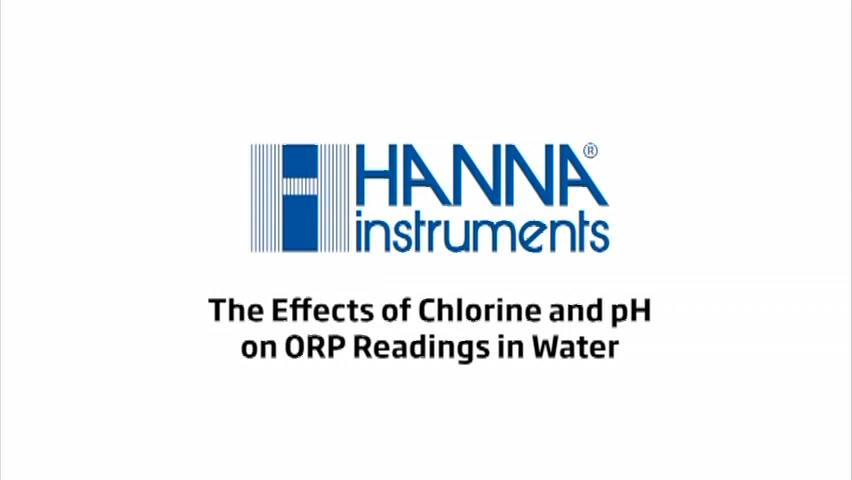 HANNA®
instruments
The Effects of Chlorine and pH
on ORP Readings in Water